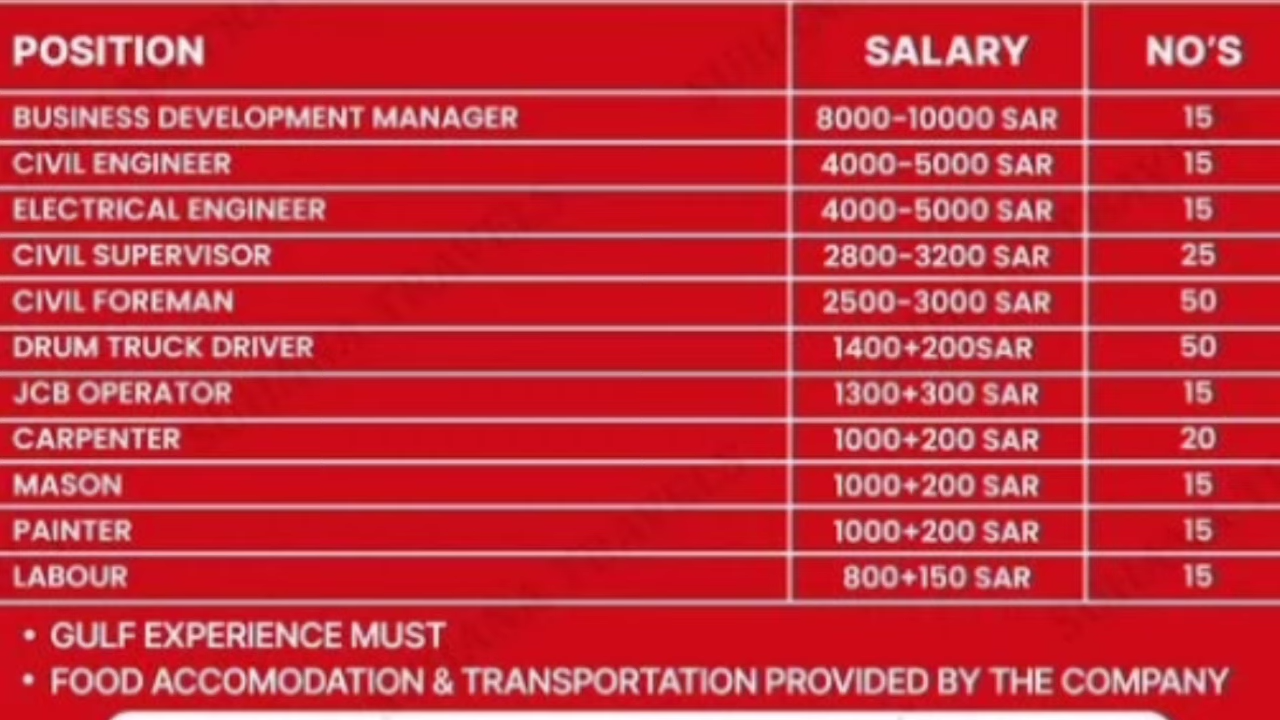 POSITION SALARY NO'S
BUSINESS DEVELOPMENT MANAGER 8000-10000 SAR 15
CIVIL ENGINEER 4000-5000 SAR 15
ELECTRICAL ENGINEER 4000-5000 SAR 15
CIVIL SUPERVISOR 2800-3200 SAR 25
CIVIL FOREMAN 2500-3000 SAR 50
DRUM TRUCK DRIVER 1400+200SAR 50
JCB OPERATOR 1300+300 SAR 15
CARPENTER 1000+200 SAR 20
MASON 1000+200 SAR 15
PAINTER 1000+200 SAR 15
LABOUR 800+150 SAR 15
• GULF EXPERIENCE MUST
• FOOD ACCOMODATION & TRANSPORTATION PROVIDED BY THE COMPANY